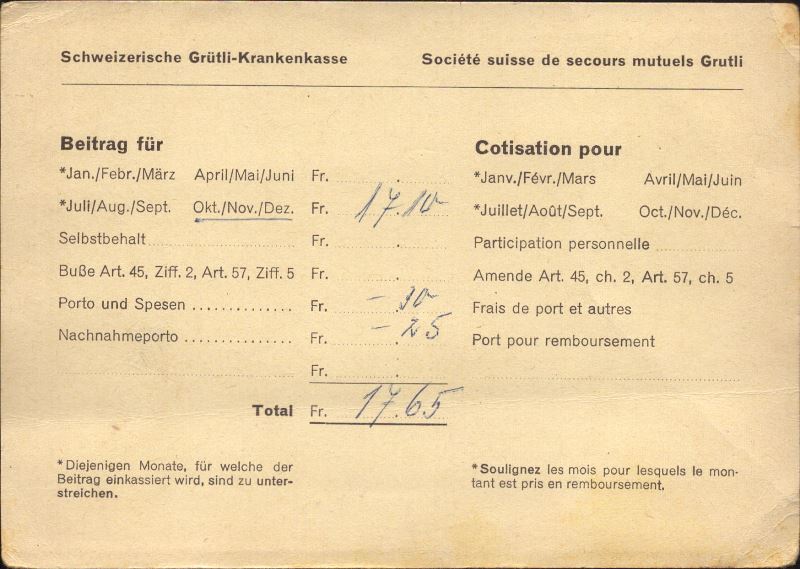 Schweizerische Grütli-Krankenkasse Société suisse de secours mutuels Grutli
Beitrag für
*Jan./Febr./März April/Mai/Juni Fr.
*Juli/Aug./Sept. Okt./Nov./Dez. Fr. 17.10
Selbstbehalt Fr.
Buße Art. 45, Ziff. 2, Art. 57, Ziff. 5 Fr.
Porto und Spesen .............. Fr. –.30
Nachnahmeporto ............... Fr. –.25
Fr.
Total Fr. 17.65
*Diejenigen Monate, für welche der
Beitrag einkassiert wird, sind zu unter-
streichen.
Cotisation pour
*Janv./Févr./Mars Avril/Mai/Juin
*Juillet/Août/Sept. Oct./Nov./Déc.
Participation personnelle
Amende Art. 45, ch. 2, Art. 57, ch. 5
Frais de port et autres
Port pour remboursement
*Soulignez les mois pour lesquels le mon-
tant est pris en remboursement.